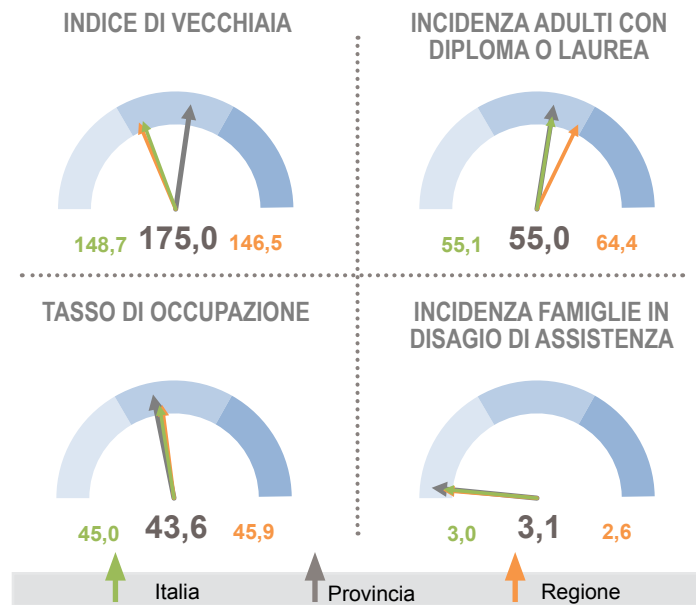 INDICE DI VECCHIAIA
148,7 175,0 146,5
INCIDENZA ADULTI CON
DIPLOMA O LAUREA
55,1 55,0 64,4
TASSO DI OCCUPAZIONE
45,0 43,6 45,9
INCIDENZA FAMIGLIE IN
DISAGIO DI ASSISTENZA
3,0 3,1 2,6
Italia Provincia Regione